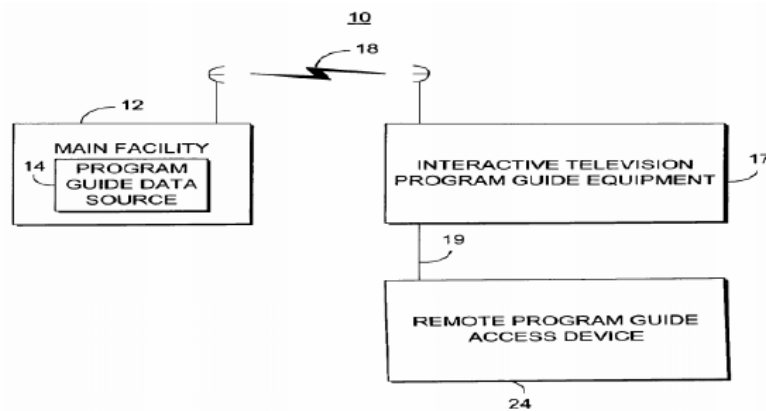 10
18
12
MAIN FACILITY
14
PROGRAM
GUIDE DATA
SOURCE
INTERACTIVE TELEVISION
PROGRAM GUIDE EQUIPMENT
17
19
REMOTE PROGRAM GUIDE
ACCESS DEVICE
24